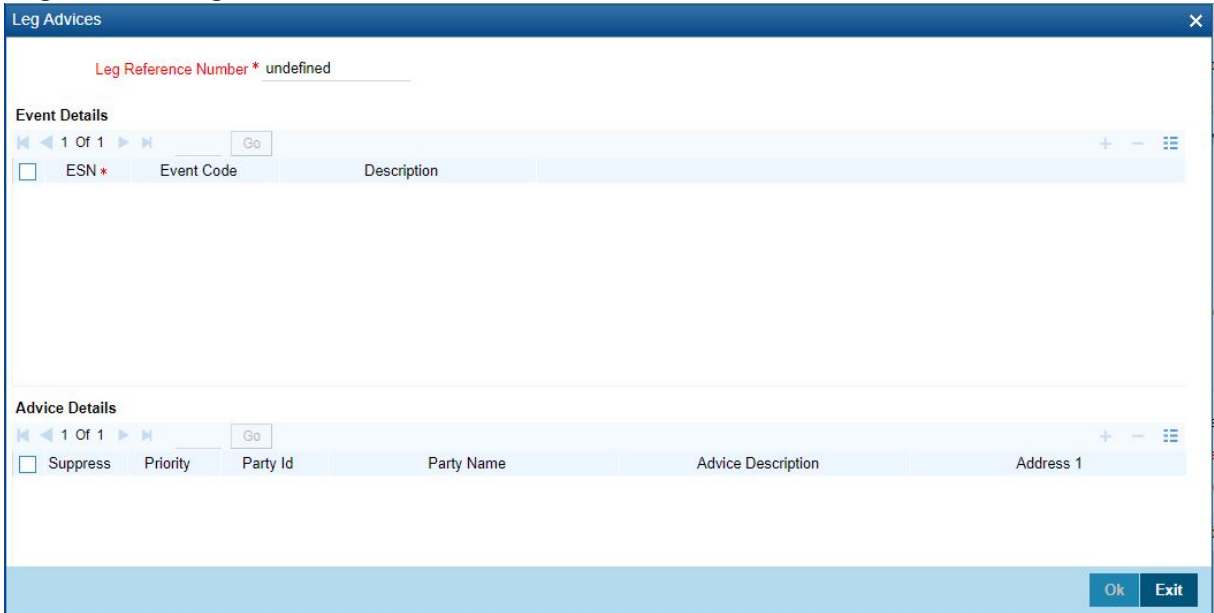 Leg Advices
Leg Reference Number * undefined
Event Details
1 Of 1 Go
ESN * Event Code Description
Advice Details
1 Of 1 Go
Suppress Priority Party Id Party Name Advice Description Address 1
Ok Exit